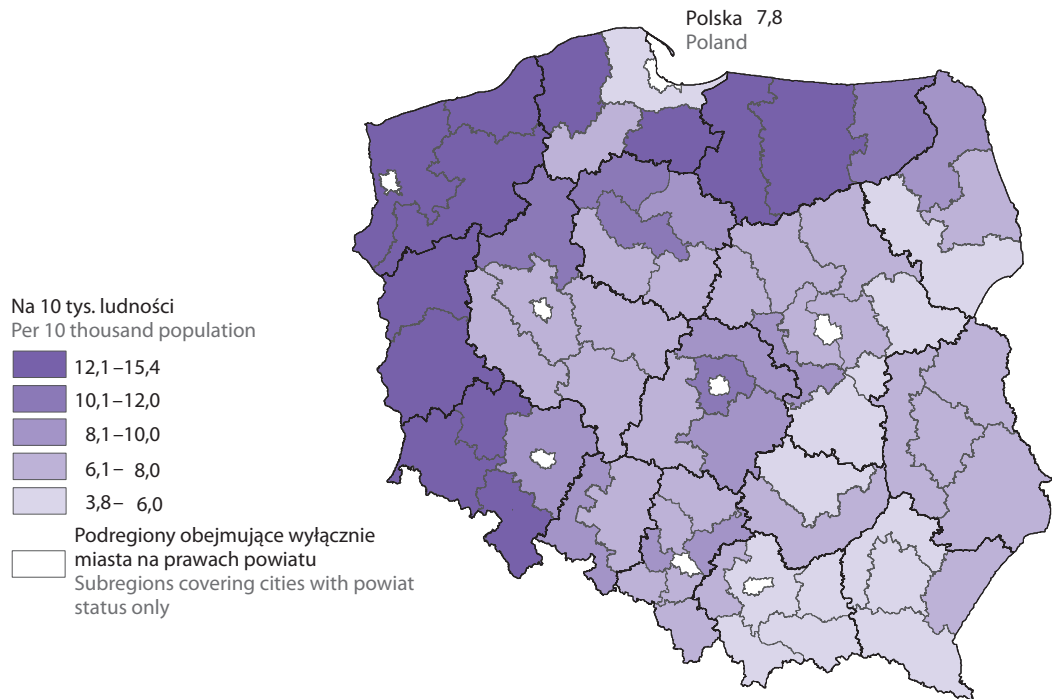 Polska 7,8
Poland
Na 10 tys. ludności
Per 10 thousand population
12,1–15,4
10,1–12,0
8,1–10,0
6,1– 8,0
3,8– 6,0
Podregiony obejmujące wyłącznie
miasta na prawach powiatu
Subregions covering cities with powiat
status only